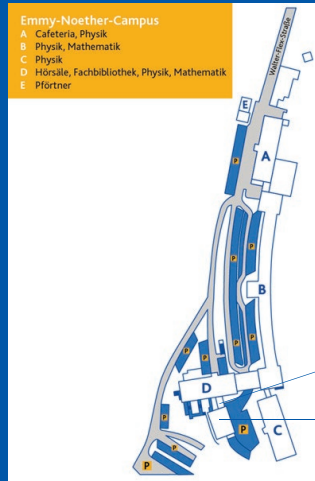 Emmy-Noether-Campus
A Cafeteria, Physik
B Physik, Mathematik
C Physik
D Hörsäle, Fachbibliothek, Physik, Mathematik
E Pförtner
Walter-Flex-Straße
E
P
A
P
P
B
P
P
P
P
D
P
P
C
P
P